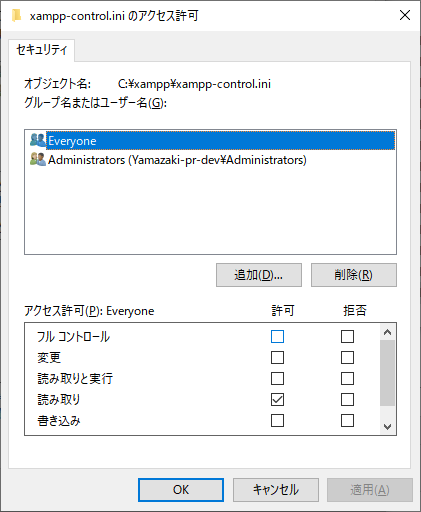 xampp-control.ini のアクセス許可
セキュリティ
オブジェクト名: C:¥xampp¥xampp-control.ini
グループ名またはユーザー名(G):
Everyone
Administrators (Yamazaki-pr-dev¥Administrators)
追加(D)... 削除(R)
アクセス許可(P): Everyone 許可 拒否
フル コントロール
変更
読み取りと実行
読み取り
書き込み
OK キャンセル 適用(A)